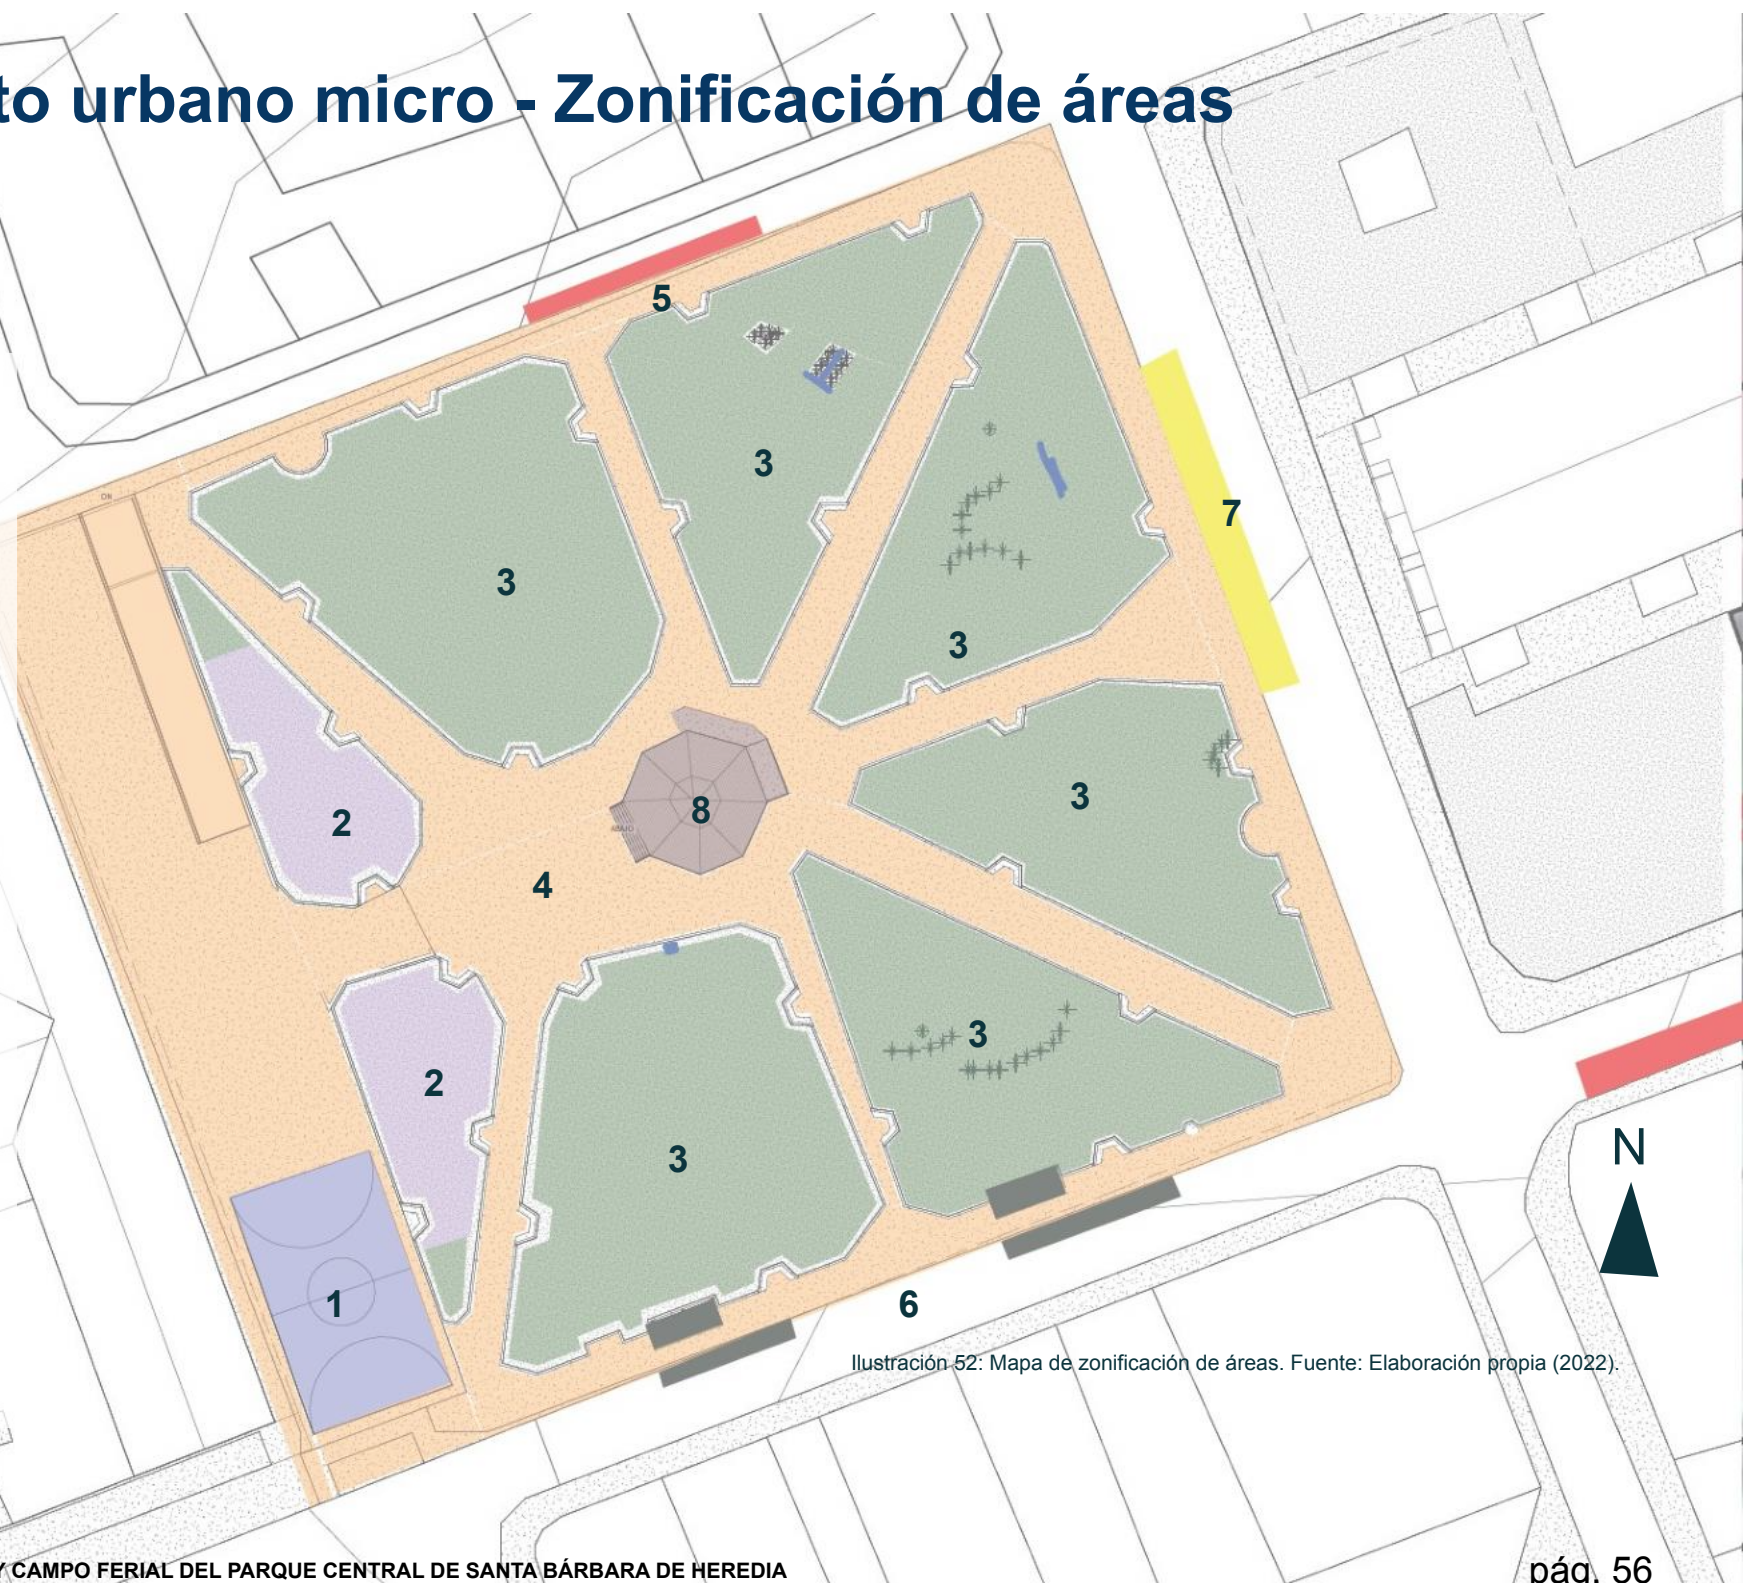 to urbano micro - Zonificación de áreas
5
3
7
3
3
8
3
2
4
3
2
3
N
1
6
Ilustración 52: Mapa de zonificación de áreas. Fuente: Elaboración propia (2022).
Y CAMPO FERIAL DEL PARQUE CENTRAL DE SANTA BÁRBARA DE HEREDIA
pág. 56